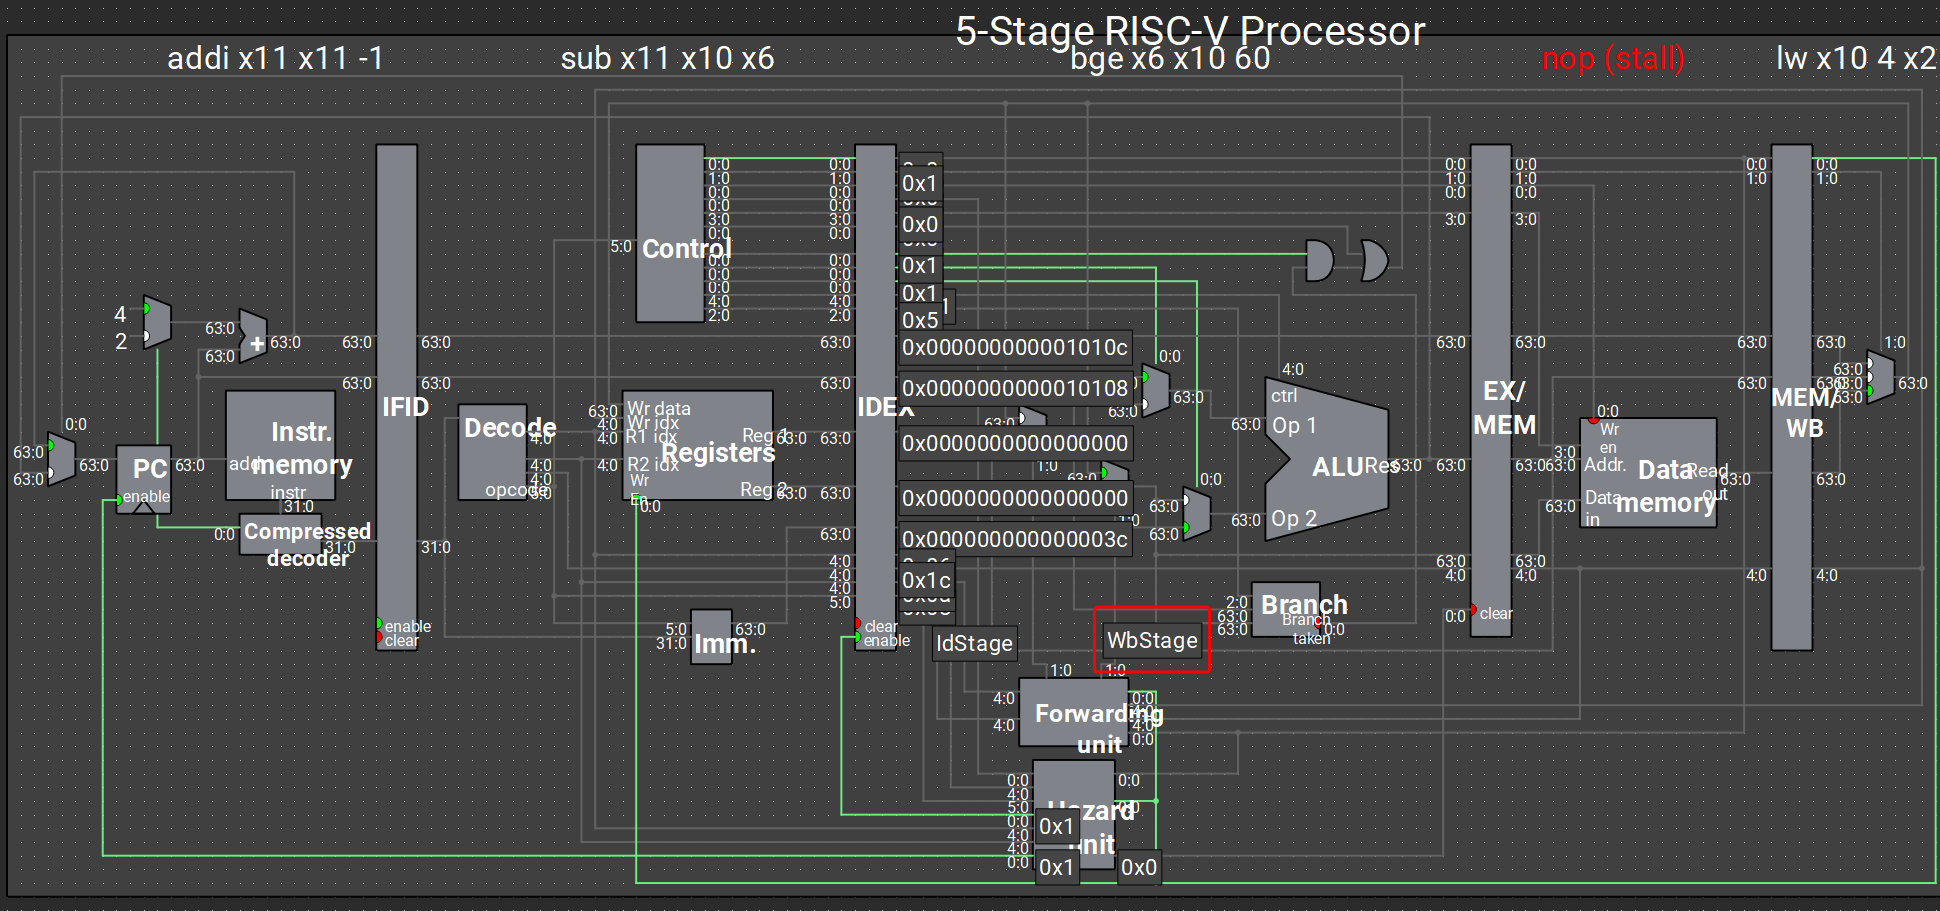 5-Stage RISC-V Processor
addi x11 x11 -1
sub x11 x10 x6
bge x6 x10 60
nop (stall)
lw x10 4 x2
0:0 0:0 0:0 0:0 0:0 0:0
1:0 1:0 0x1 1:0 1:0 1:0 1:0
0:0 0:0 0:0 0:0
0:0 0:0
3:0 3:0 0x0 3:0 3:0
0:0 0:0
5:0 Control
0:0 0:0 0x1
0:0 0:0
0:0 0:0 0x1
4:0 4:0
2:0 2:0 0x5
4
2
63:0 + 63:0 63:0 63:0 63:0 0x000000000001010c 63:0 63:0 63:0 63:0 1:0
63:0
0:0 4:0
63:0 63:0 63:0 0x0000000000010108 63:0 63:0 63:0 63:0 63:0
IFID
IDEX
EX/
MEM
MEM/
WB
ctrl
Op 1
ALU Res
Op 2
63:0
63:0
0:0
63:0 63:0
63:0
PC
enable
addr
Instr.
memory
instr
31:0
0:0
Compressed
decoder
31:0 31:0
Decode
opcode
4:0
4:0
5:0
63:0 Wr data
4:0 Wr idx
4:0 R1 idx
Registers
4:0 R2 idx
Wr
En
0:0
Reg 1 63:0 63:0
Reg 2 63:0 63:0
0x0000000000000000
0x0000000000000000
0x000000000000003c
63:0
4:0
4:0
4:0
5:0
0x1c
1:0
63:0
0:0
63:0
63:0
63:0
63:0
0:0
Wr
en
3:0
63:0 63:0 Addr.
Data
memory
Read
out
Data
in
63:0
63:0
63:0
63:0 63:0
4:0 4:0 4:0 4:0
0:0 clear
enable
clear
clear
enable
5:0 63:0
31:0
Imm.
IdStage
WbStage
2:0
63:0
63:0
Branch
Branch
taken
0:0
1:0 1:0
4:0
4:0
Forwarding
unit
0:0
4:0
4:0
0:0
0:0
4:0
5:0
0:0
4:0
4:0
0:0
Hazard
unit
0:0
0x1
0x1
0x0